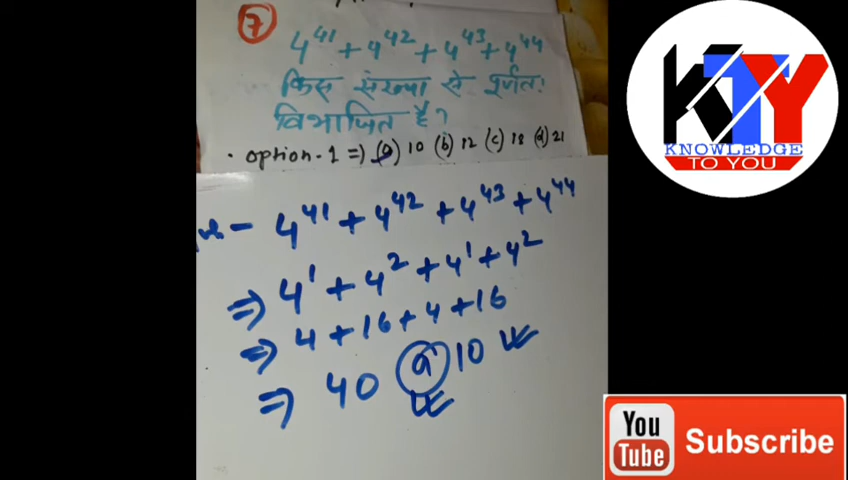 7
4^41 + 4^42 + 4^43 + 4^44
किस संख्या से पूर्णतः
विभाजित है?
• option - 1 => (a) 10 (b) 12 (c) 18 (d) 21
4^41 + 4^42 + 4^43 + 4^44
=> 4^1 + 4^2 + 4^1 + 4^2
=> 4 + 16 + 4 + 16
=> 40 (a) 10
KTY
KNOWLEDGE
TO YOU
You
Tube
Subscribe